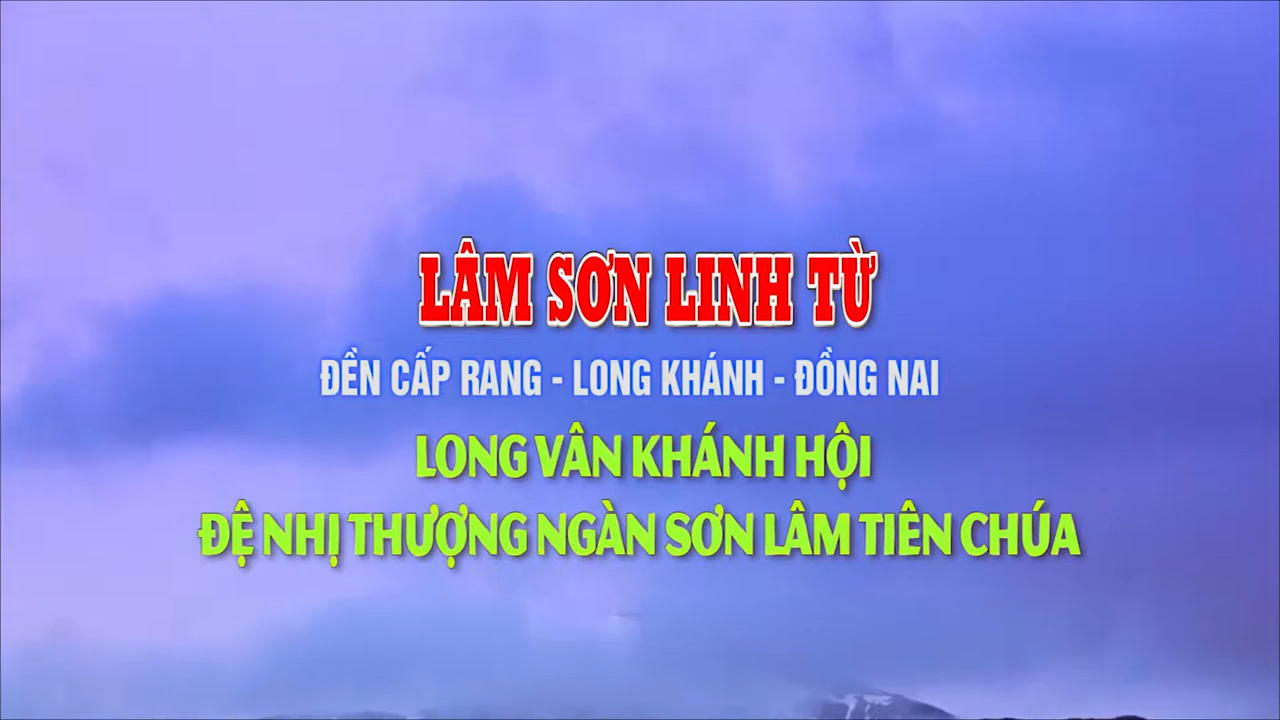 LÂM SƠN LINH TỪ
ĐỀN CẤP RANG - LONG KHÁNH - ĐỒNG NAI
LONG VÂN KHÁNH HỘI
ĐỆ NHỊ THƯỢNG NGÀN SƠN LÂM TIÊN CHÚA